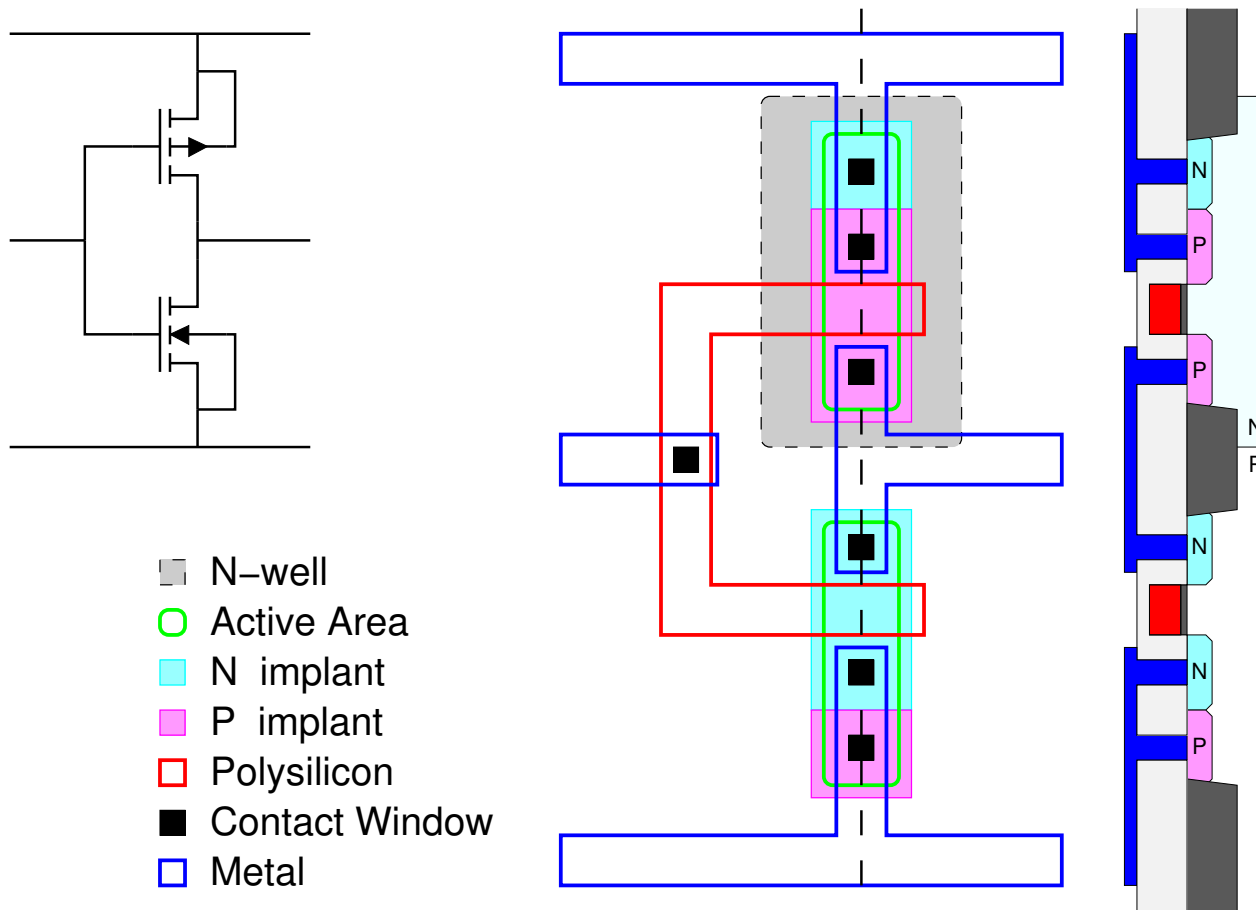 N−well
Active Area
N implant
P implant
Polysilicon
Contact Window
Metal
N
P
P
N
P
N
N
P